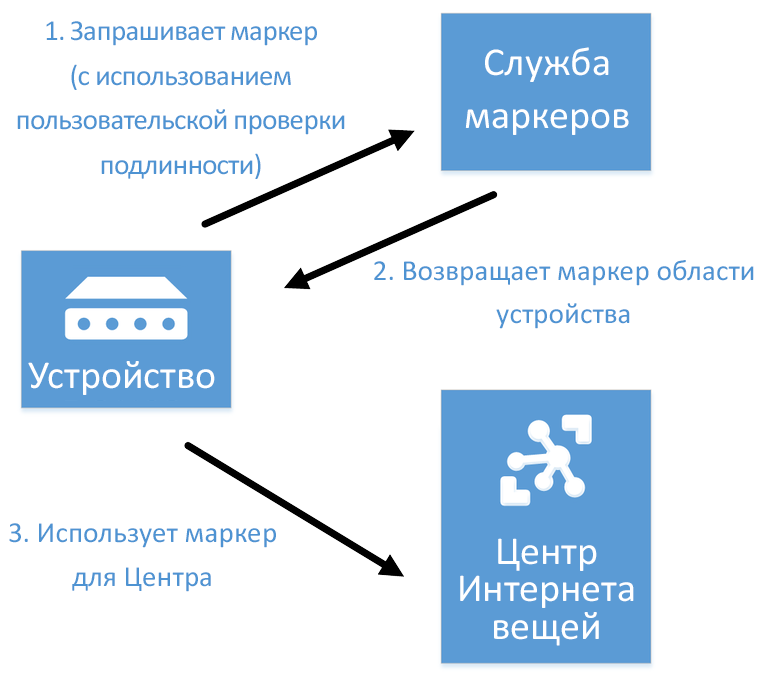 1. Запрашивает маркер
(с использованием
пользовательской проверки
подлинности)
Служба
маркеров
2. Возвращает маркер области
устройства
Устройство
3. Использует маркер
для Центра
Центр
Интернета
вещей